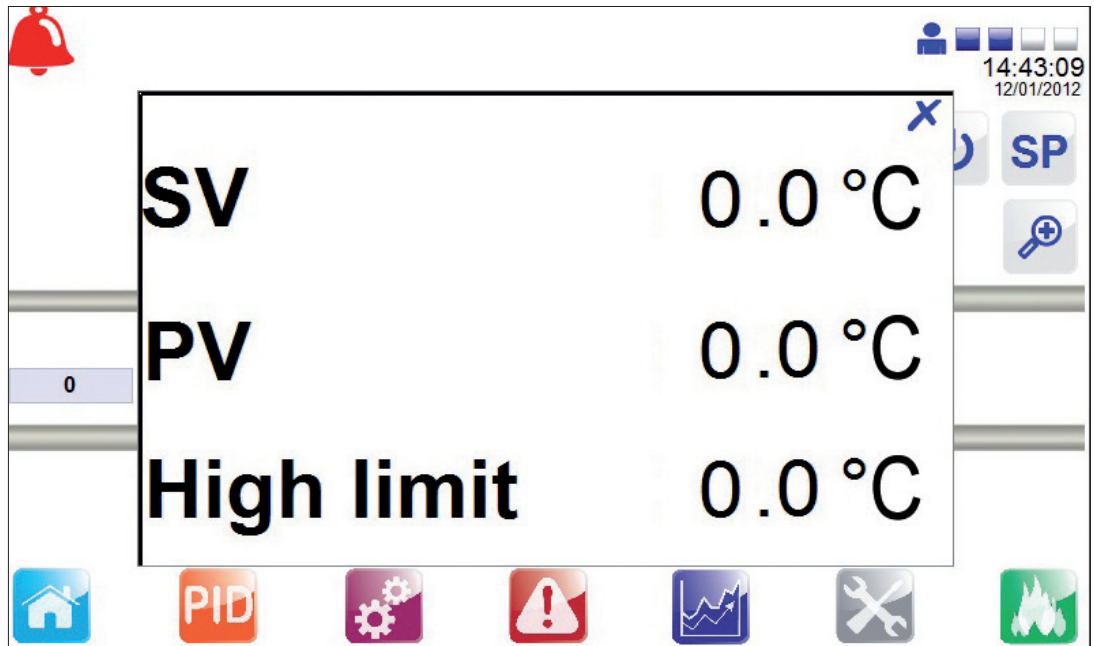 14:43:09
12/01/2012
SP
SV 0.0 °C
PV 0.0 °C
0
High limit 0.0 °C
PID